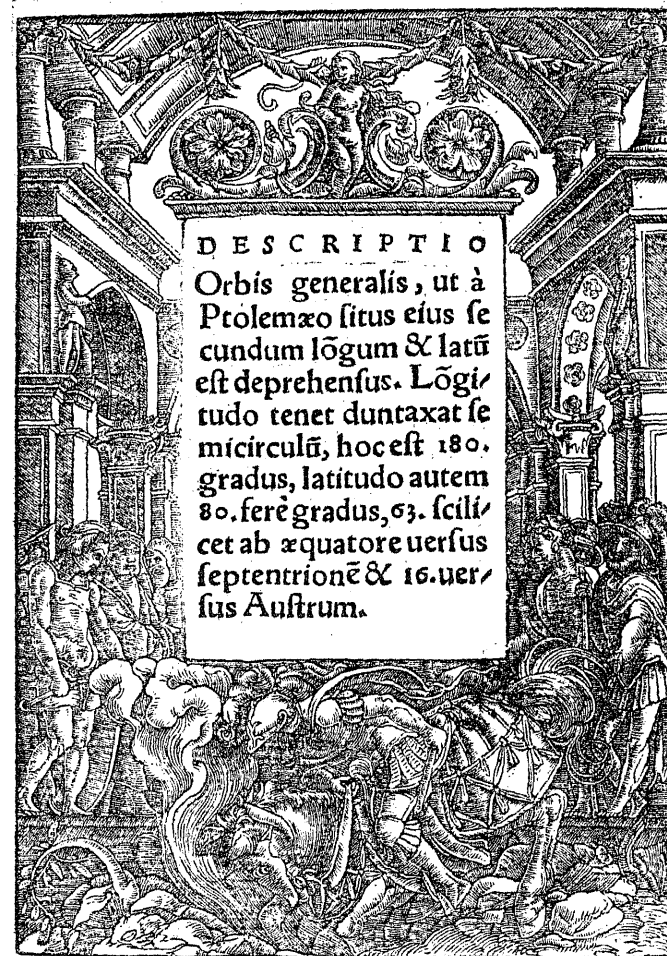 DESCRIPTIO
Orbis generalis, ut à
Ptolemæo ſitus eius ſe
cundum lõgum & latũ
eſt deprehenſus. Lõgi-
tudo tenet duntaxat ſe
micirculũ, hoc eſt 180.
gradus, latitudo autem
80. ferè gradus, 63. ſcili-
cet ab æquatore uerſus
ſeptentrionẽ & 16. uer-
ſus Auſtrum.